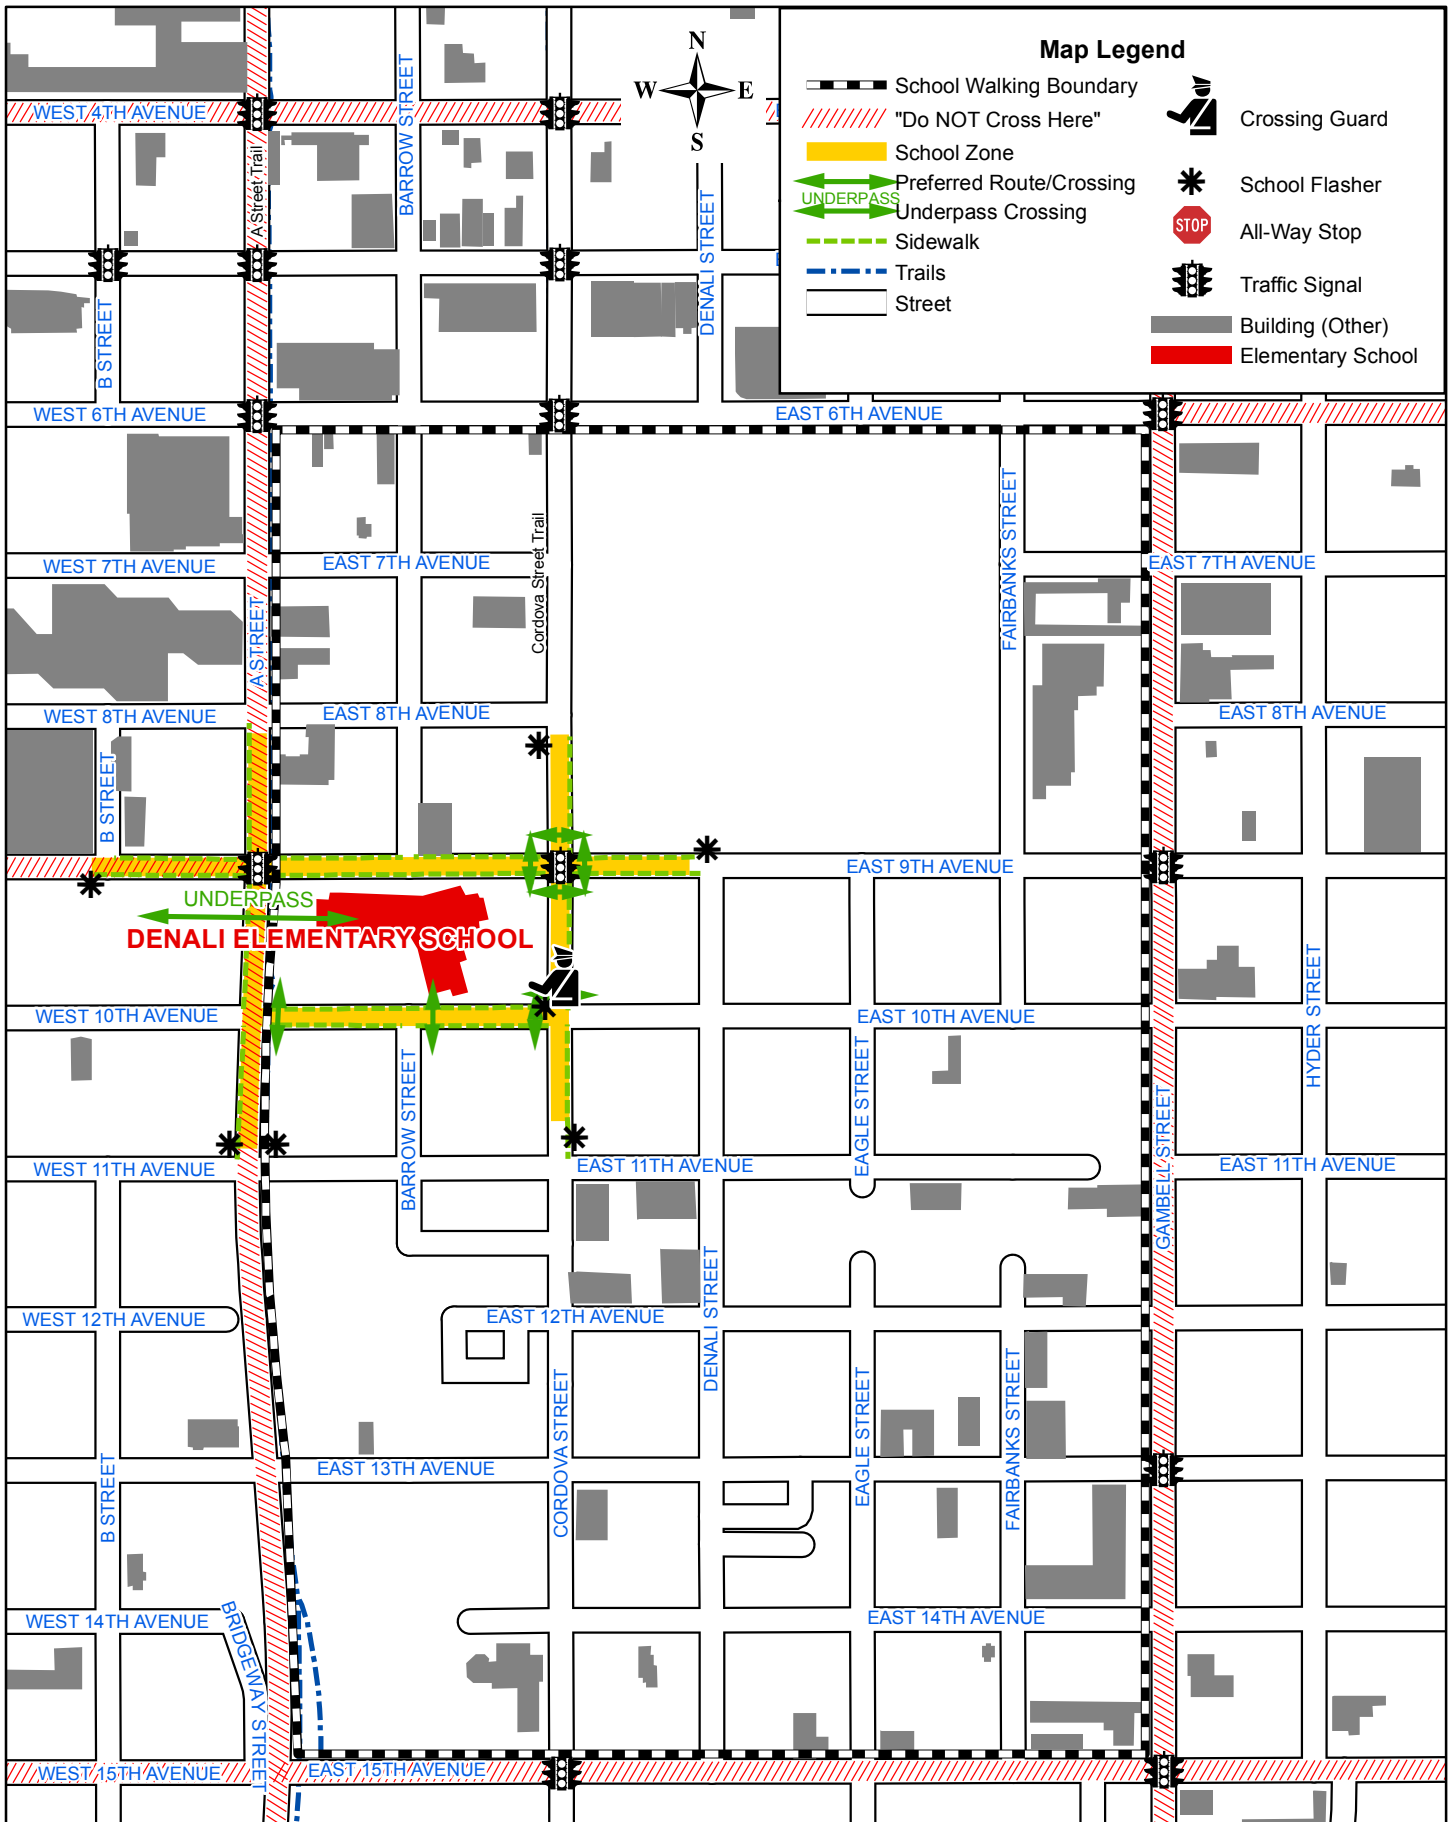 Map Legend
School Walking Boundary
"Do NOT Cross Here"
School Zone
Preferred Route/Crossing
UNDERPASS
Underpass Crossing
Sidewalk
Trails
Street
Crossing Guard
School Flasher
STOP
All-Way Stop
Traffic Signal
Building (Other)
Elementary School
N
W
E
S
WEST 4TH AVENUE
A Street Trail
BARROW STREET
DENALI STREET
B STREET
WEST 6TH AVENUE
EAST 6TH AVENUE
Cordova Street Trail
FAIRBANKS STREET
WEST 7TH AVENUE
EAST 7TH AVENUE
EAST 7TH AVENUE
A STREET
WEST 8TH AVENUE
EAST 8TH AVENUE
EAST 8TH AVENUE
B STREET
EAST 9TH AVENUE
UNDERPASS
DENALI ELEMENTARY SCHOOL
WEST 10TH AVENUE
EAST 10TH AVENUE
HYDER STREET
BARROW STREET
EAGLE STREET
GAMBELL STREET
WEST 11TH AVENUE
EAST 11TH AVENUE
EAST 11TH AVENUE
WEST 12TH AVENUE
EAST 12TH AVENUE
DENALI STREET
CORDOVA STREET
EAGLE STREET
FAIRBANKS STREET
EAST 13TH AVENUE
B STREET
WEST 14TH AVENUE
EAST 14TH AVENUE
BRIDGEWAY STREET
WEST 15TH AVENUE
EAST 15TH AVENUE